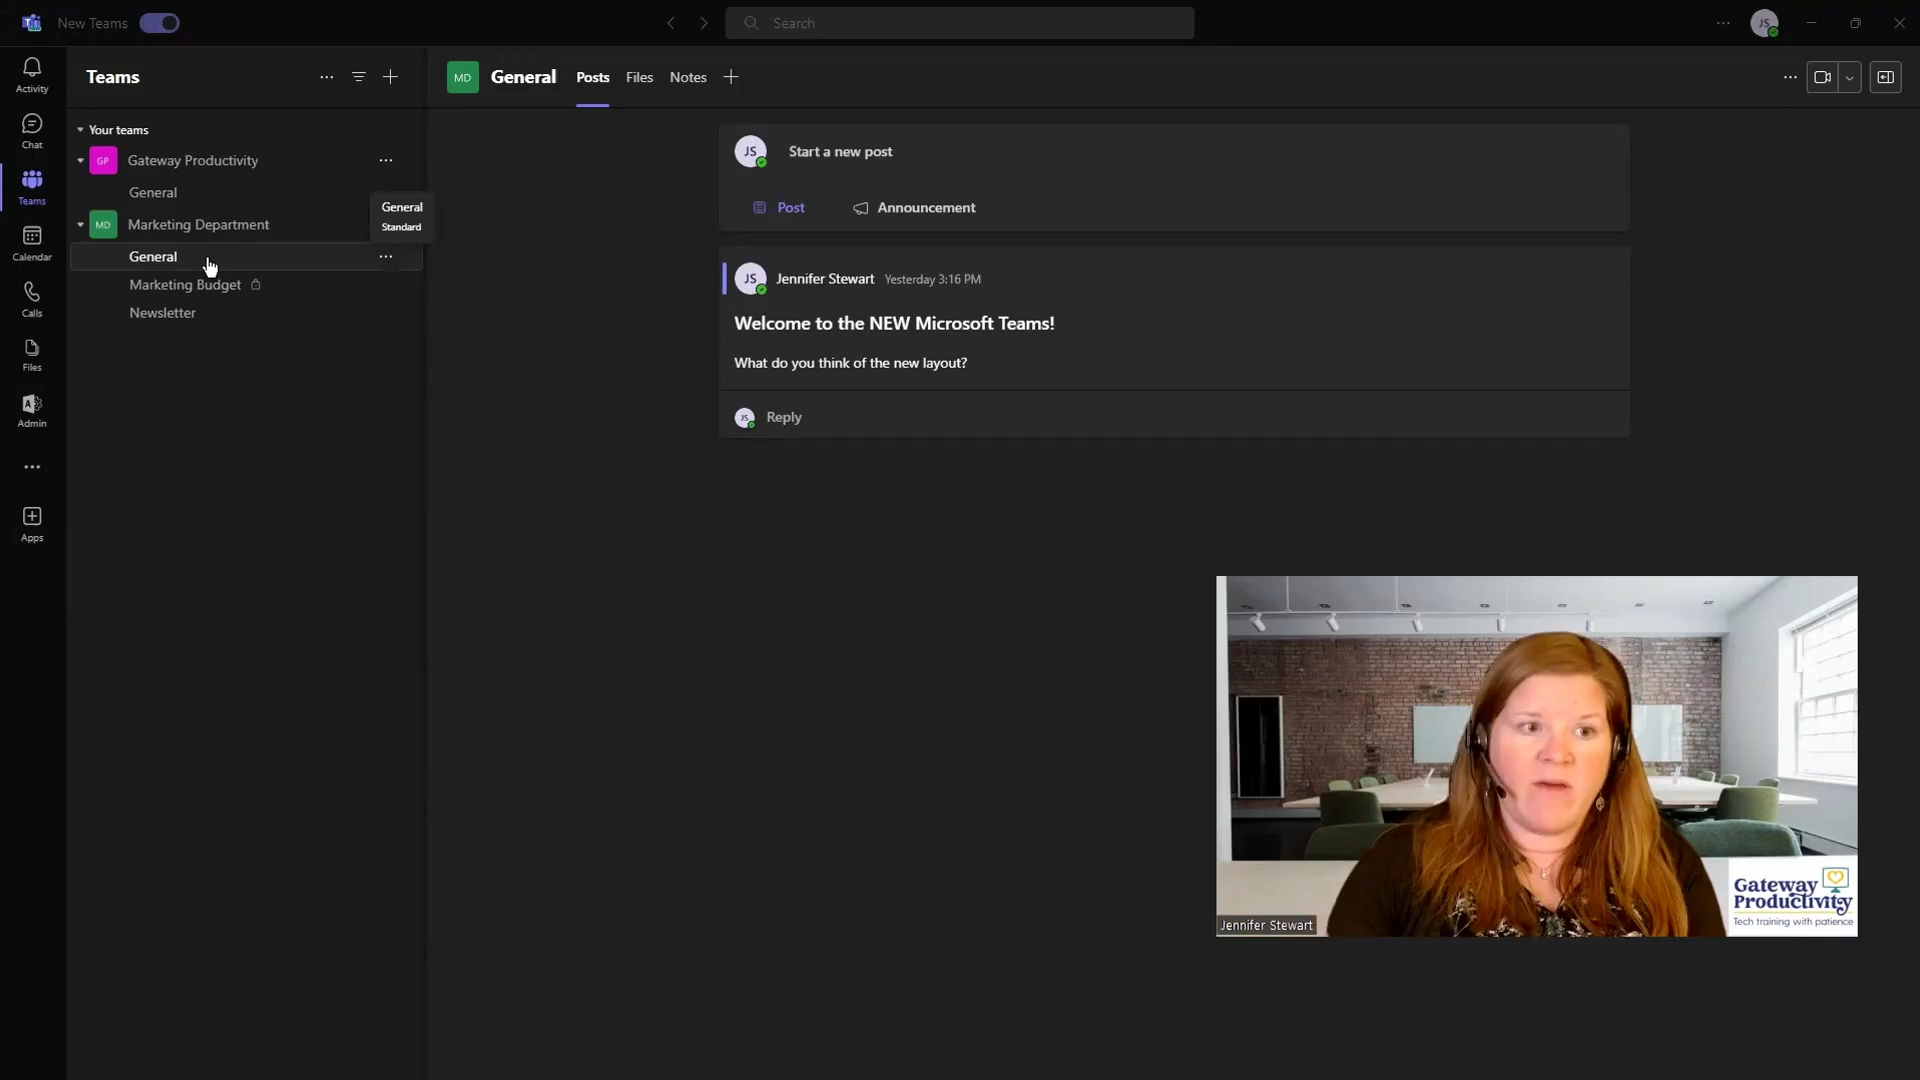 New Teams
Search
JS
Activity
Chat
Teams
Calendar
Calls
Files
Admin
Apps
Teams
Your teams
GP Gateway Productivity
General
MD Marketing Department
General
Marketing Budget
Newsletter
General
Standard
MD General Posts Files Notes
JS Start a new post
Post Announcement
JS Jennifer Stewart Yesterday 3:16 PM
Welcome to the NEW Microsoft Teams!
What do you think of the new layout?
JS Reply
Jennifer Stewart
Gateway
Productivity
Tech training with patience